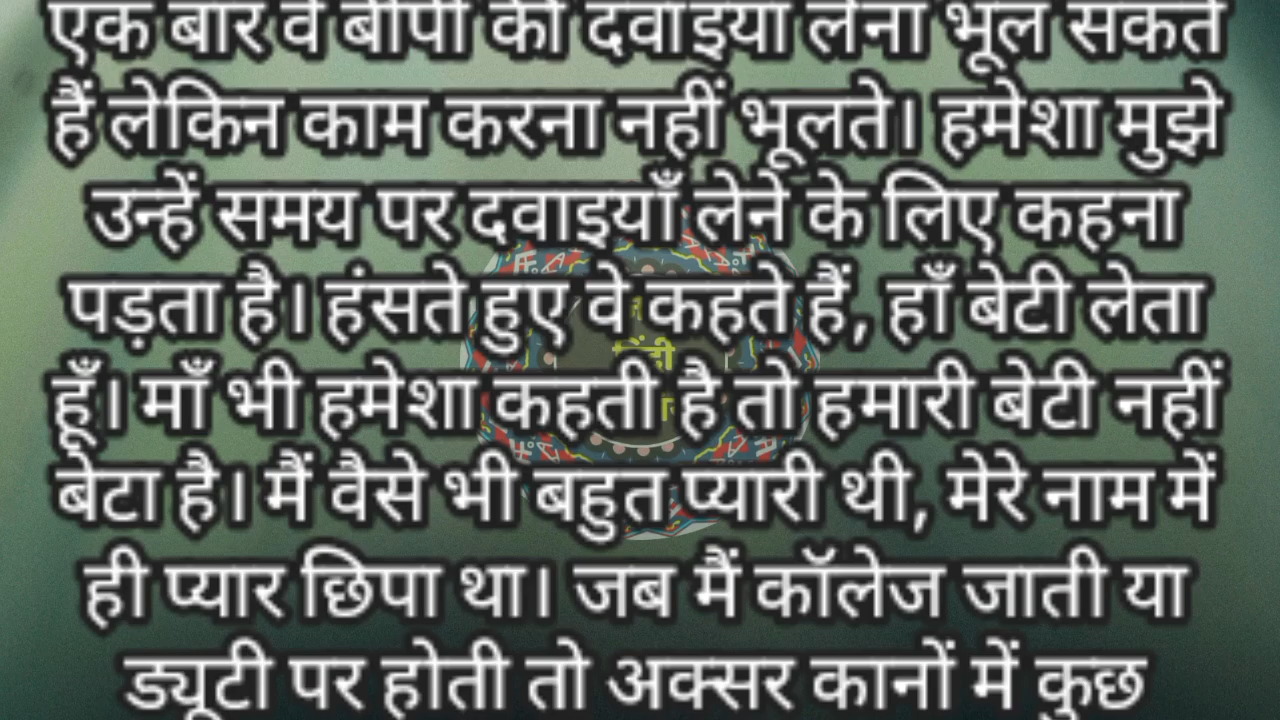 एक बार वे बीपी की दवाइयाँ लेना भूल सकते
हैं लेकिन काम करना नहीं भूलते। हमेशा मुझे
उन्हें समय पर दवाइयाँ लेने के लिए कहना
पड़ता है। हंसते हुए वे कहते हैं, हाँ बेटी लेता
हूँ। माँ भी हमेशा कहती है तो हमारी बेटी नहीं
बेटा है। मैं वैसे भी बहुत प्यारी थी, मेरे नाम में
ही प्यार छिपा था। जब मैं कॉलेज जाती या
ड्यूटी पर होती तो अक्सर कानों में कुछ